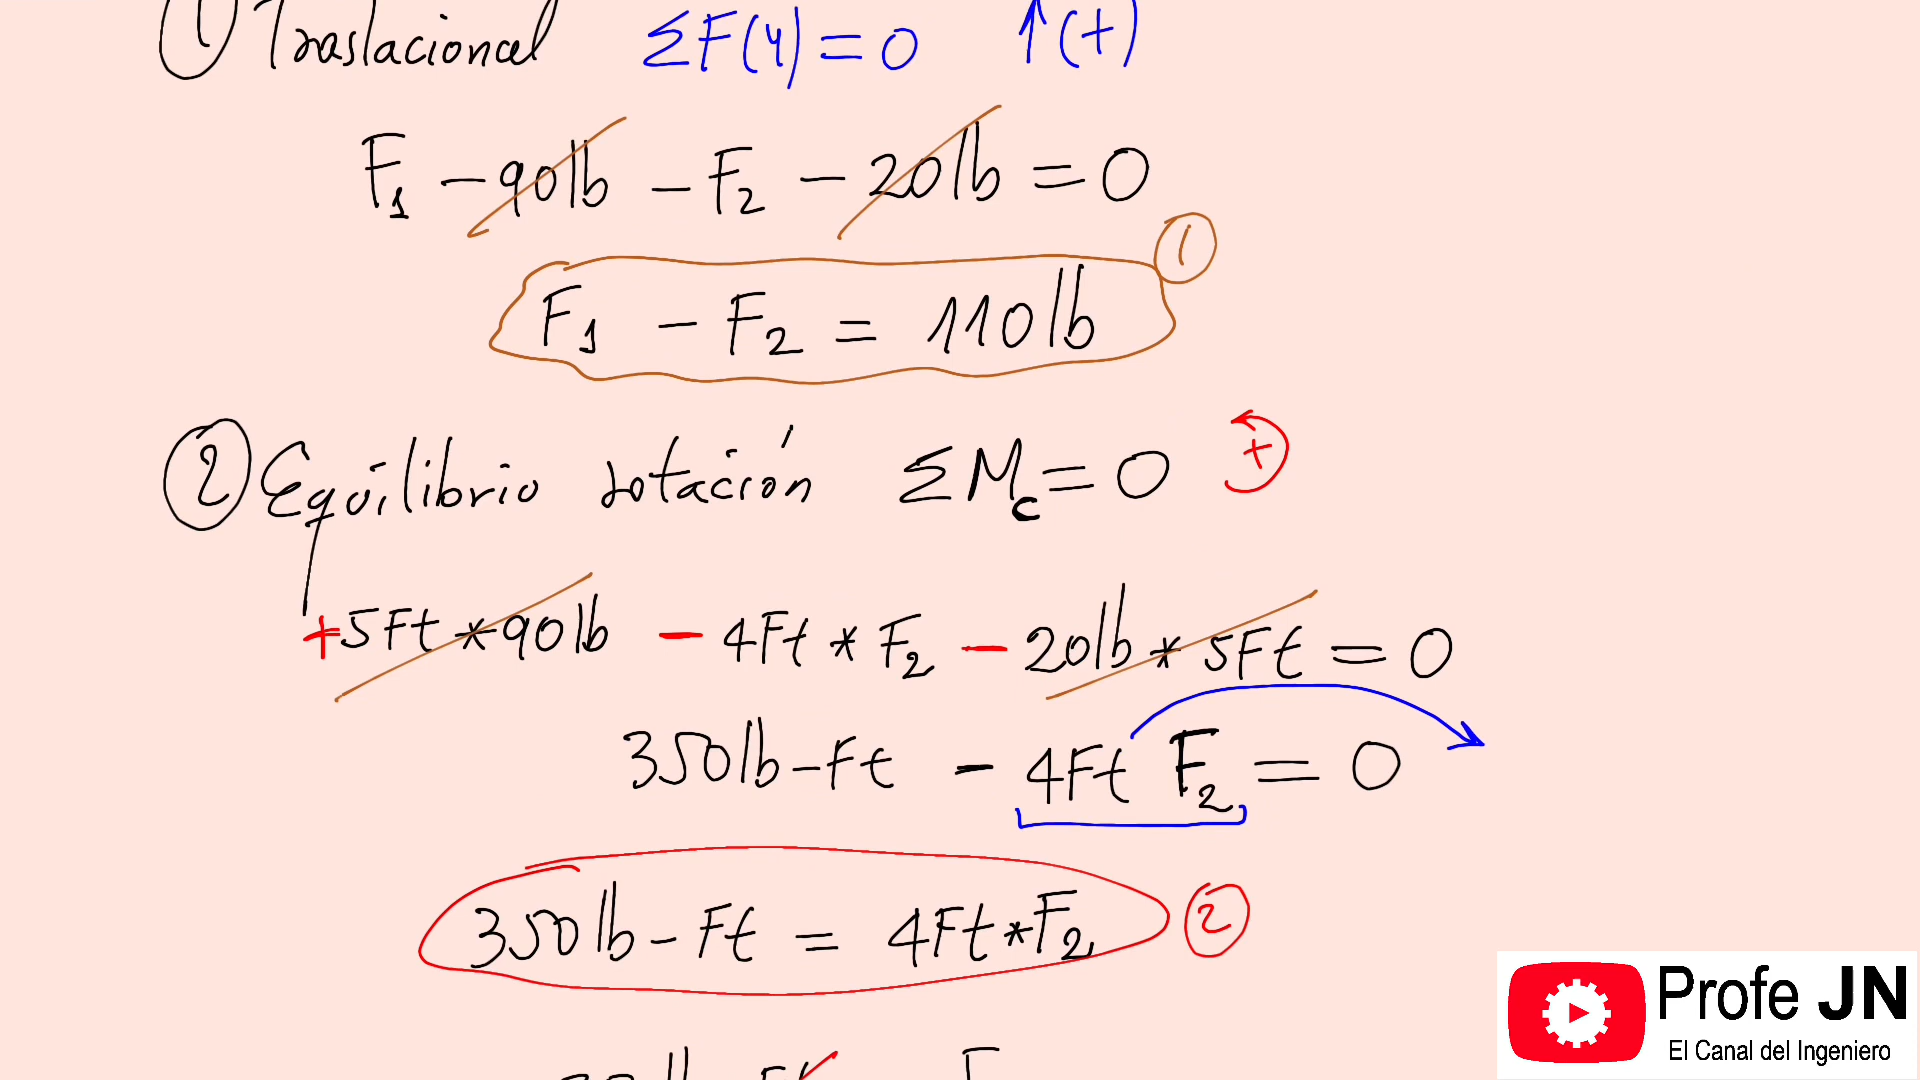 ① Traslacional ΣF(y) = 0 ↑(+)
F₁ - 90lb - F₂ - 20lb = 0
①
F₁ - F₂ = 110lb
② Equilibrio rotación ΣMc = 0 +
+5Ft * 90lb - 4Ft * F₂ - 20lb * 5Ft = 0
350lb-Ft - 4Ft F₂ = 0
350lb-Ft = 4Ft*F₂ ②
Profe JN
El Canal del Ingeniero